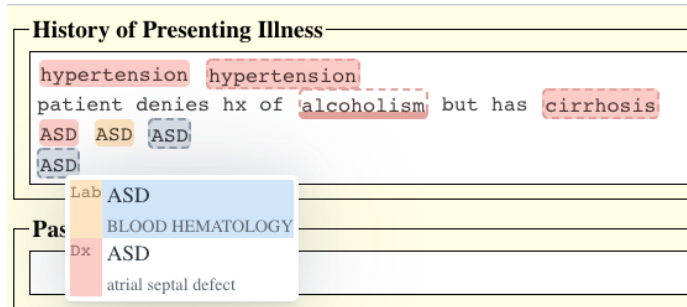 History of Presenting Illness
hypertension hypertension
patient denies hx of alcoholism but has cirrhosis
ASD ASD ASD
ASD
Lab ASD
BLOOD HEMATOLOGY
Pas
Dx ASD
atrial septal defect